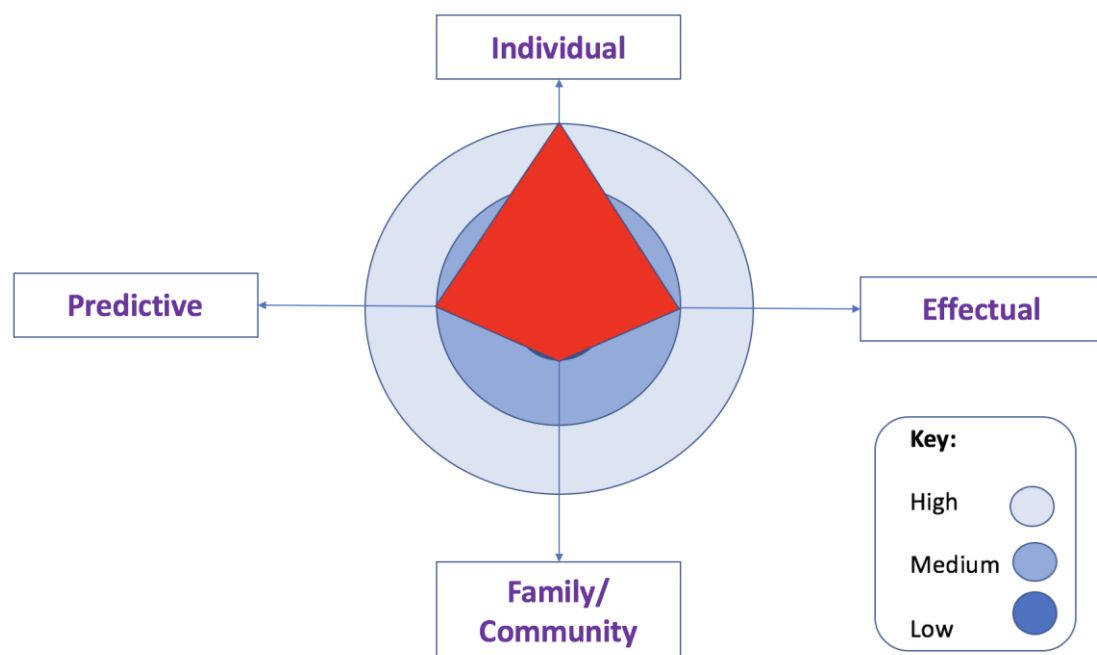 Individual
Predictive
Effectual
Key:
High
Medium
Low
Family/
Community